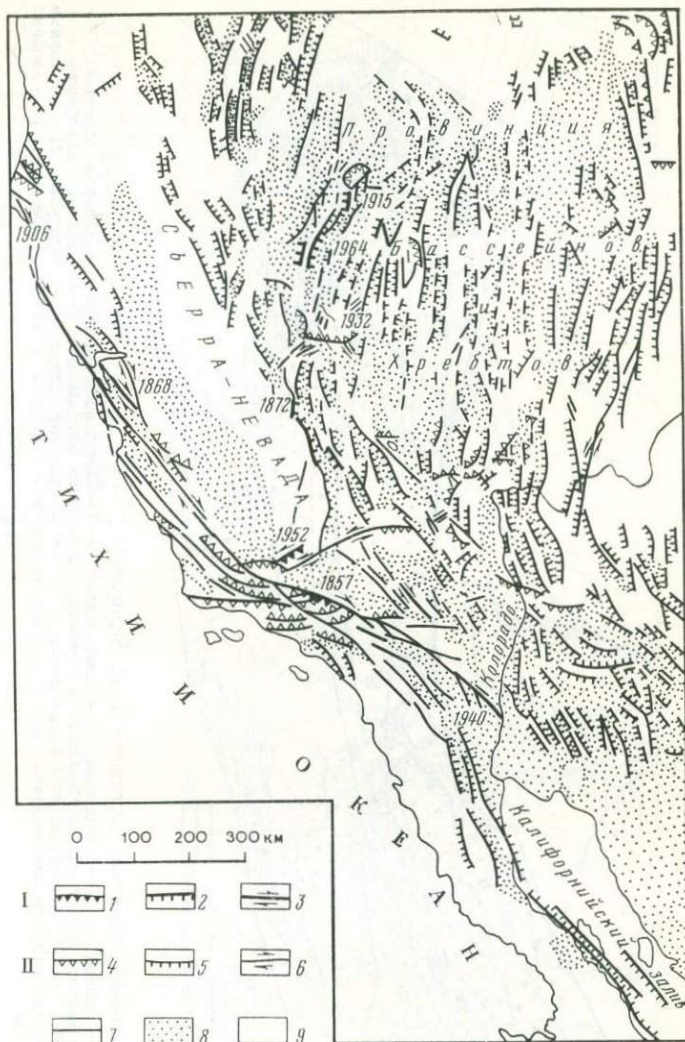 Провинция
1915
1906
1964
Бассейнов
и
1932
СЬЕРРА-НЕВАДА
Хребтов
1868
1872
1952
1857
Колорадо
1940
ТИХИЙ ОКЕАН
Калифорнийский залив
0 100 200 300 км
I 1 2 3
II 4 5 6
7 8 9